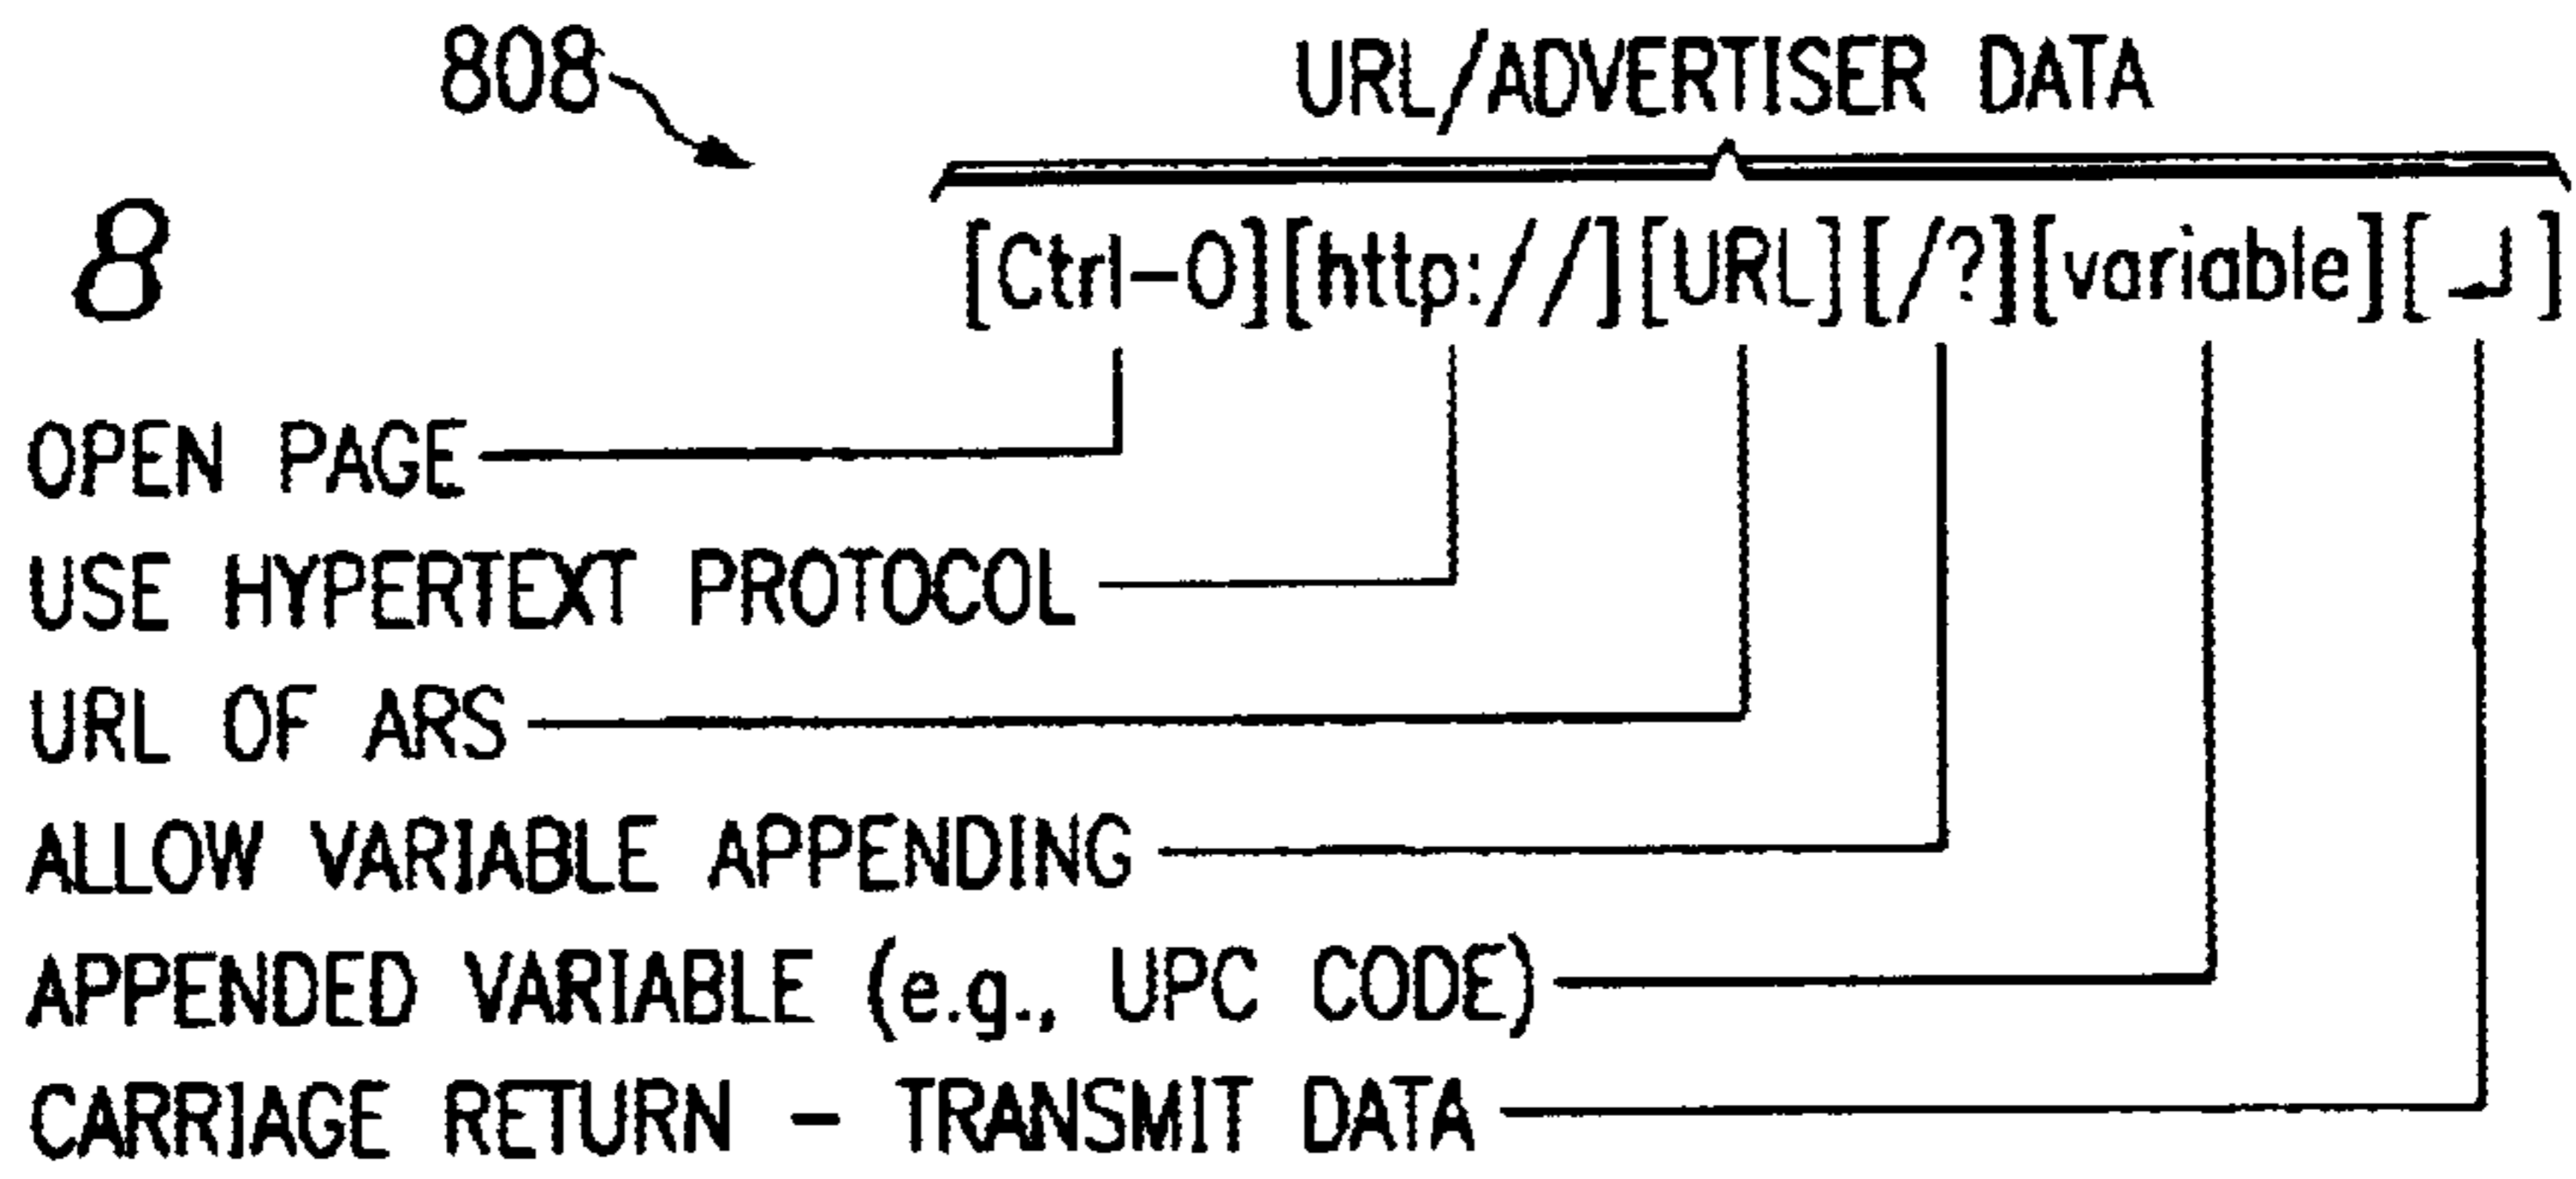 808
URL/ADVERTISER DATA
8
[Ctrl-O][http://][URL][/?][variable][↵]
OPEN PAGE
USE HYPERTEXT PROTOCOL
URL OF ARS
ALLOW VARIABLE APPENDING
APPENDED VARIABLE (e.g., UPC CODE)
CARRIAGE RETURN - TRANSMIT DATA